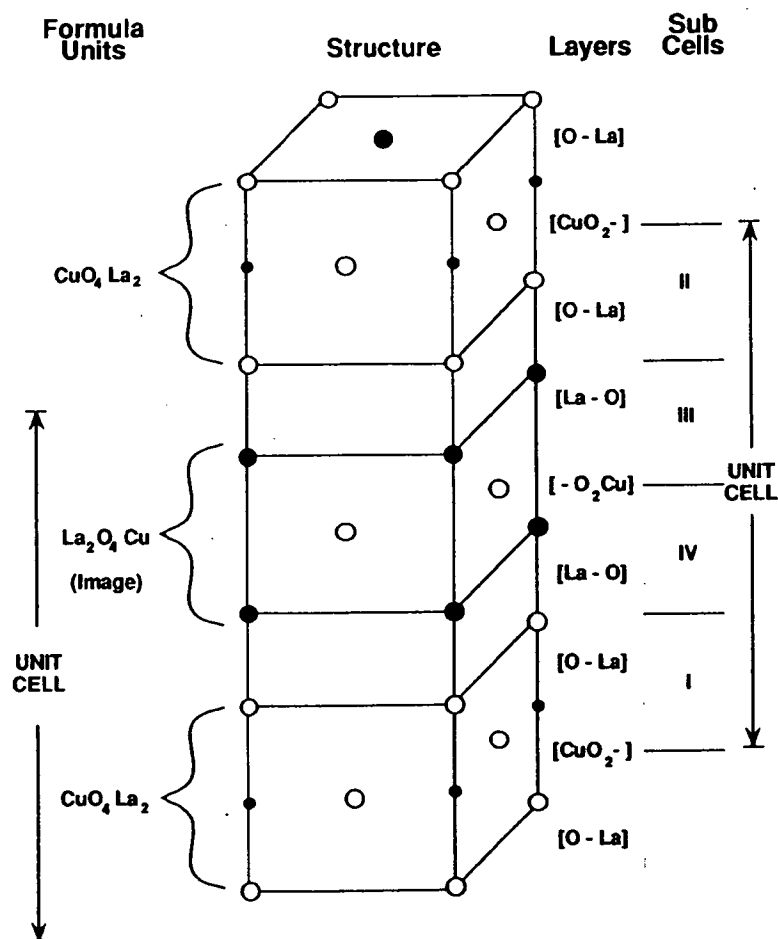 Formula
Units
Structure
Layers
Sub
Cells
[O - La]
[CuO2-]
CuO4 La2
II
[O - La]
[La - O]
III
[- O2Cu]
UNIT
CELL
La2O4 Cu
(Image)
IV
[La - O]
UNIT
CELL
[O - La]
I
[CuO2-]
CuO4 La2
[O - La]